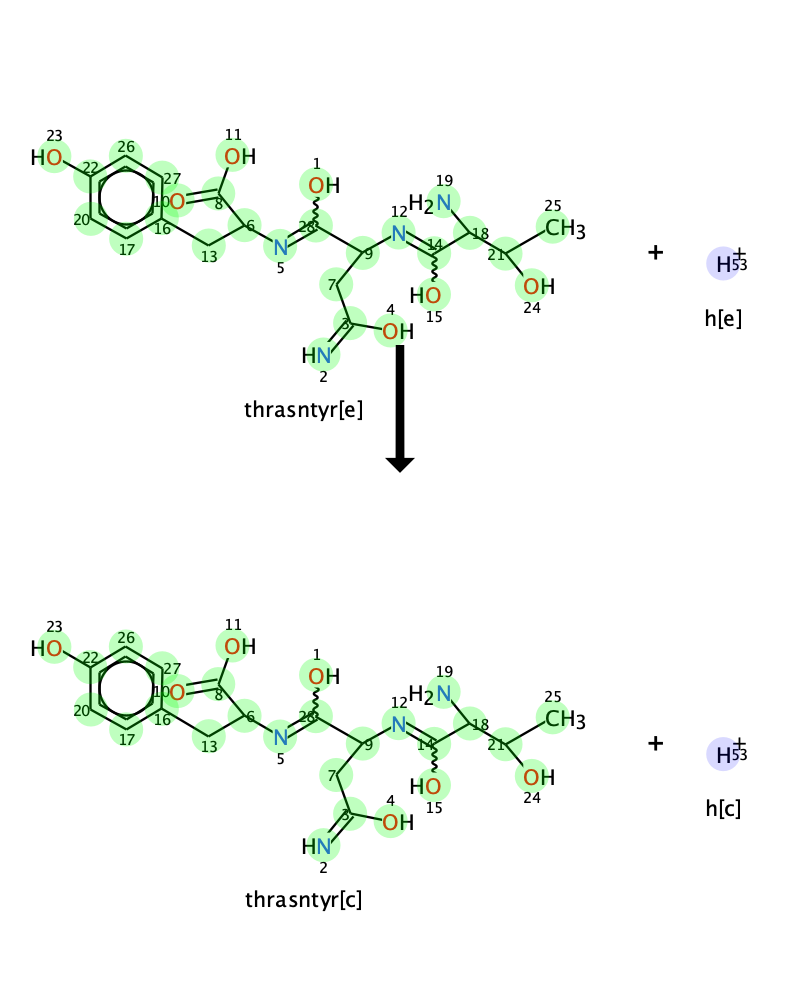 23
26
11
HO
22
27
OH
1
19
10
O
8
OH
12
H2N
25
20
16
28
N
14
18
CH3
17
6
9
21
+
H+
53
13
N
5
7
HO
OH
h[e]
15
24
3
4
OH
HN
2
thrasntyr[e]
23
26
11
HO
22
27
OH
1
19
10
O
8
OH
12
H2N
25
20
16
28
N
14
18
CH3
17
6
9
21
+
H+
53
13
N
5
7
HO
OH
h[c]
15
24
3
4
OH
HN
2
thrasntyr[c]